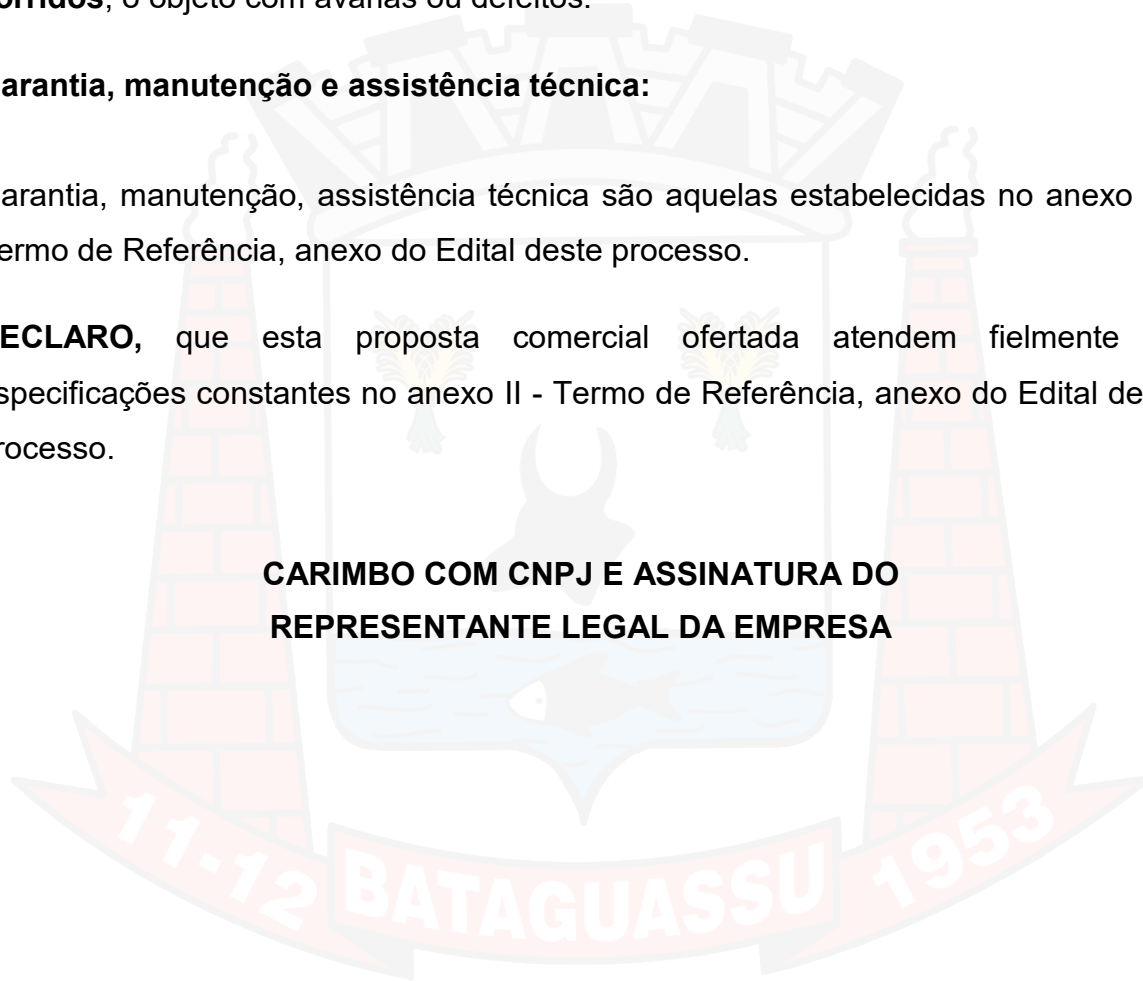 orridos, o objeto com avarias ou defeitos.
arantia, manutenção e assistência técnica:
arantia, manutenção, assistência técnica são aquelas estabelecidas no anexo
ermo de Referência, anexo do Edital deste processo.
ECLARO, que esta proposta comercial ofertada atendem fielmente
specificações constantes no anexo II - Termo de Referência, anexo do Edital de
rocesso.
CARIMBO COM CNPJ E ASSINATURA DO
REPRESENTANTE LEGAL DA EMPRESA
11-12 BATAGUASSU 1953